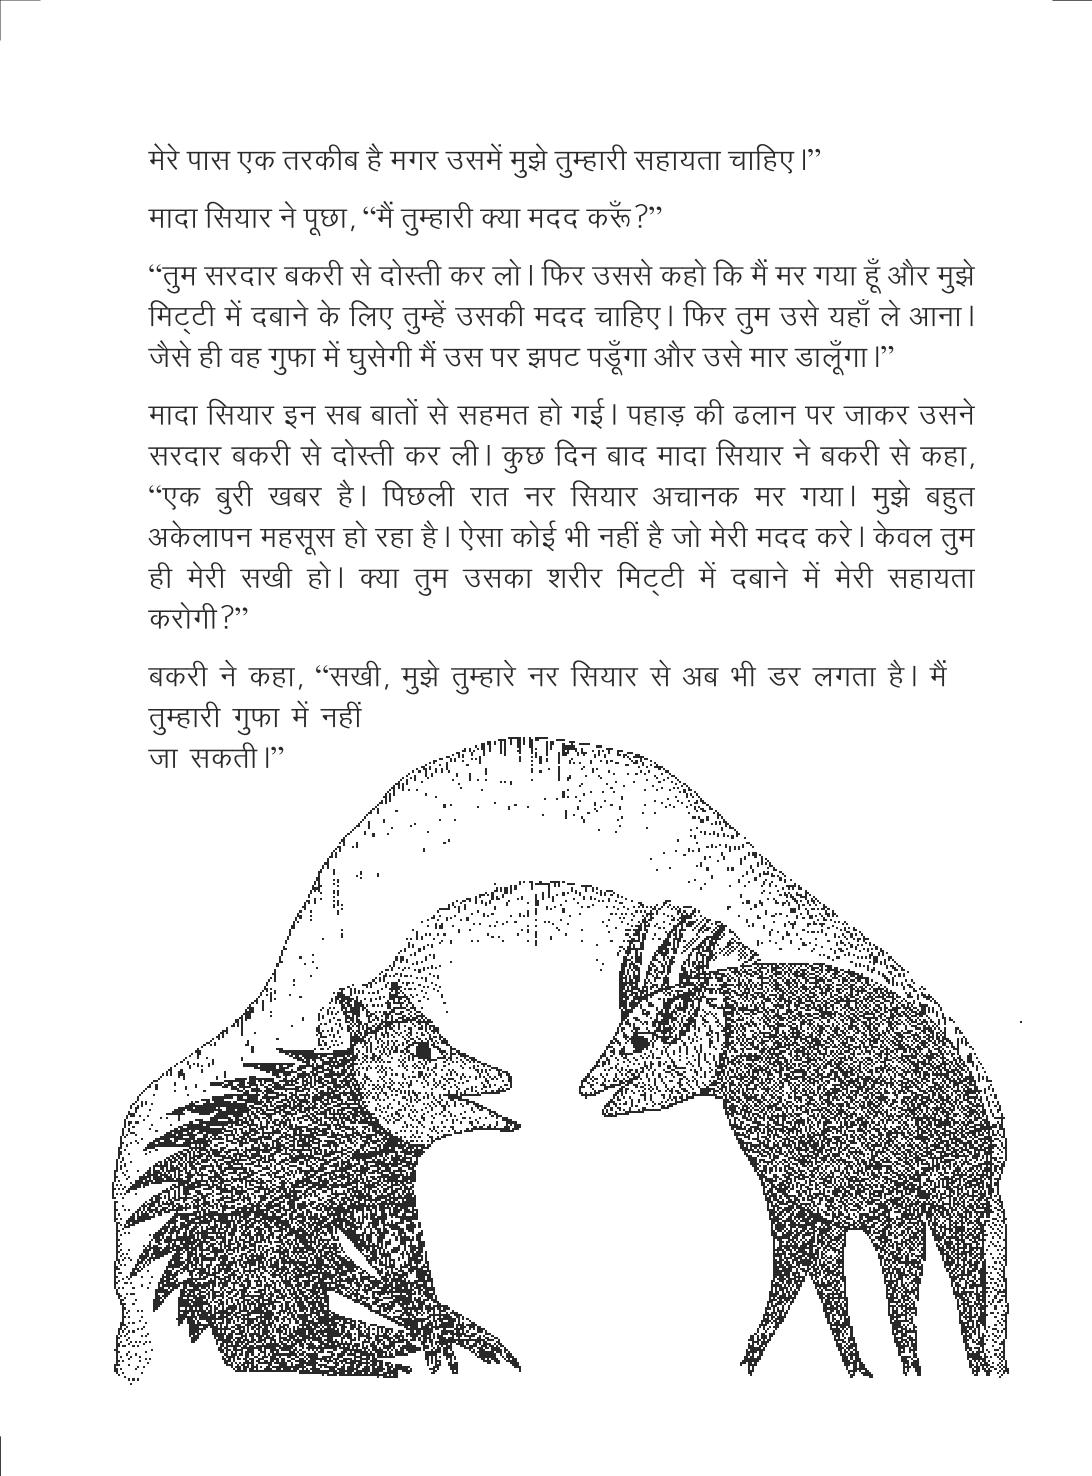 मेरे पास एक तरकीब है मगर उसमें मुझे तुम्हारी सहायता चाहिए।”
मादा सियार ने पूछा, “मैं तुम्हारी क्या मदद करूँ?”
“तुम सरदार बकरी से दोस्ती कर लो। फिर उससे कहो कि मैं मर गया हूँ और मुझे
मिट्टी में दबाने के लिए तुम्हें उसकी मदद चाहिए। फिर तुम उसे यहाँ ले आना।
जैसे ही वह गुफा में घुसेगी मैं उस पर झपट पडूँगा और उसे मार डालूँगा।”
मादा सियार इन सब बातों से सहमत हो गई। पहाड़ की ढलान पर जाकर उसने
सरदार बकरी से दोस्ती कर ली। कुछ दिन बाद मादा सियार ने बकरी से कहा,
“एक बुरी खबर है। पिछली रात नर सियार अचानक मर गया। मुझे बहुत
अकेलापन महसूस हो रहा है। ऐसा कोई भी नहीं है जो मेरी मदद करे। केवल तुम
ही मेरी सखी हो। क्या तुम उसका शरीर मिट्टी में दबाने में मेरी सहायता
करोगी?”
बकरी ने कहा, “सखी, मुझे तुम्हारे नर सियार से अब भी डर लगता है। मैं
तुम्हारी गुफा में नहीं
जा सकती।”